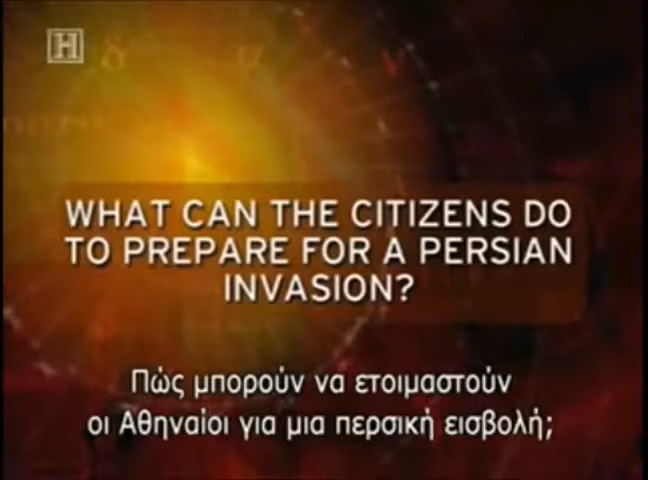 H
WHAT CAN THE CITIZENS DO
TO PREPARE FOR A PERSIAN
INVASION?
Πώς μπορούν να ετοιμαστούν
οι Αθηναίοι για μια περσική εισβολή;